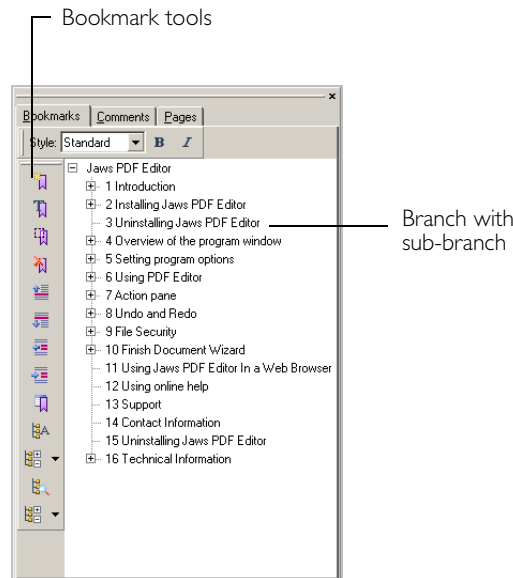 Bookmark tools
x
Bookmarks Comments Pages
Style: Standard B I
Jaws PDF Editor
1 Introduction
2 Installing Jaws PDF Editor
3 Uninstalling Jaws PDF Editor
4 Overview of the program window
5 Setting program options
6 Using PDF Editor
7 Action pane
8 Undo and Redo
9 File Security
10 Finish Document Wizard
11 Using Jaws PDF Editor In a Web Browser
12 Using online help
13 Support
14 Contact Information
15 Uninstalling Jaws PDF Editor
16 Technical Information
Branch with
sub-branch